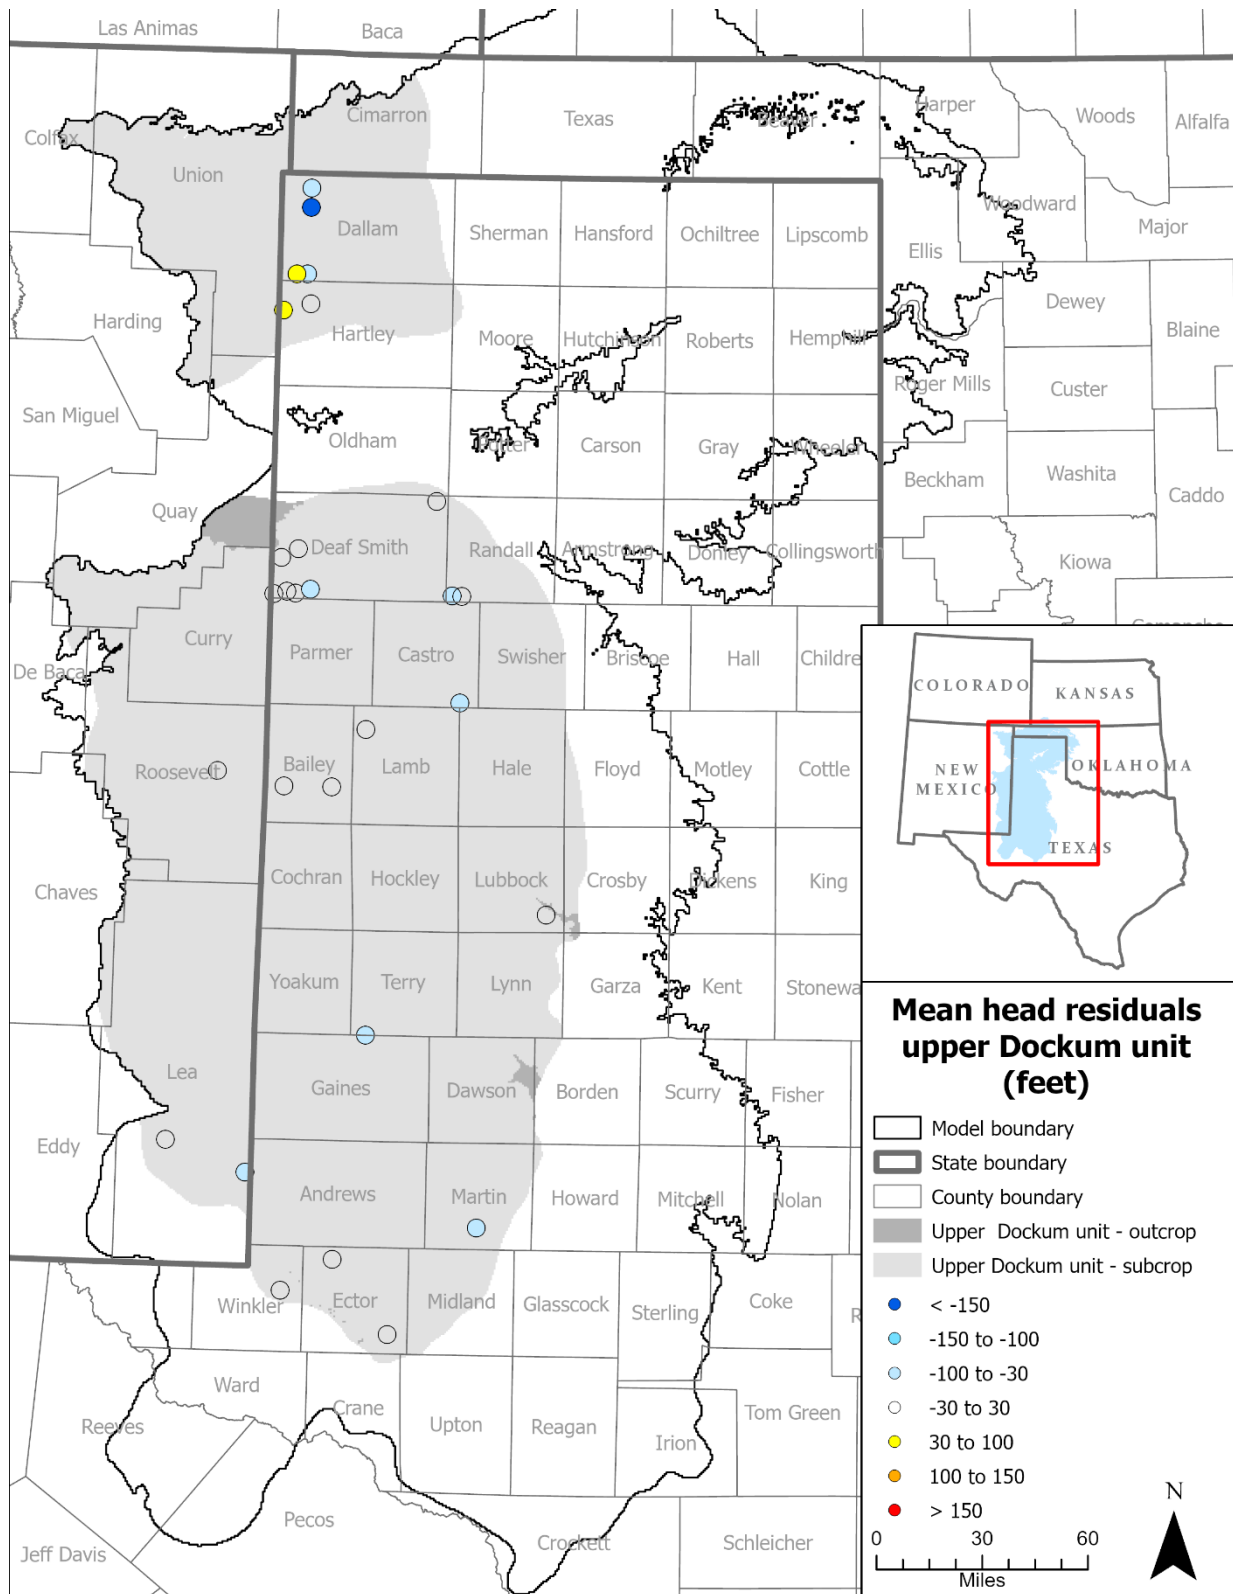 Las Animas
Baca
Colfax
Cimarron
Texas
Beaver
Harper
Woods
Alfalfa
Union
Woodward
Major
Dallam
Sherman
Hansford
Ochiltree
Lipscomb
Ellis
Harding
Hartley
Moore
Hutchinson
Roberts
Hemphill
Dewey
Blaine
San Miguel
Oldham
Potter
Carson
Gray
Wheeler
Roger Mills
Custer
Quay
Beckham
Washita
Caddo
Deaf Smith
Randall
Armstrong
Donley
Collingsworth
Kiowa
Comanche
Curry
Parmer
Castro
Swisher
Briscoe
Hall
Childre
De Baca
Roosevelt
Bailey
Lamb
Hale
Floyd
Motley
Cottle
Chaves
Cochran
Hockley
Lubbock
Crosby
Dickens
King
Yoakum
Terry
Lynn
Garza
Kent
Stonewa
Lea
Gaines
Dawson
Borden
Scurry
Fisher
Eddy
Andrews
Martin
Howard
Mitchell
Nolan
Winkler
Ector
Midland
Glasscock
Sterling
Coke
R
Ward
Reeves
Crane
Upton
Reagan
Irion
Tom Green
Pecos
Jeff Davis
Crockett
Schleicher
COLORADO
KANSAS
NEW
MEXICO
OKLAHOMA
TEXAS
Mean head residuals
upper Dockum unit
(feet)
Model boundary
State boundary
County boundary
Upper Dockum unit - outcrop
Upper Dockum unit - subcrop
< -150
-150 to -100
-100 to -30
-30 to 30
30 to 100
100 to 150
> 150
0 30 60
Miles
N